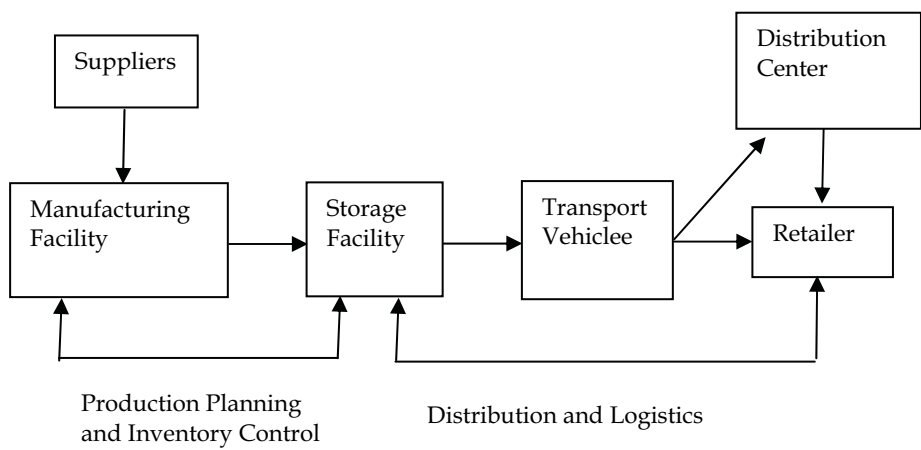 Suppliers
Distribution
Center
Manufacturing
Facility
Storage
Facility
Transport
Vehiclee
Retailer
Production Planning
and Inventory Control
Distribution and Logistics